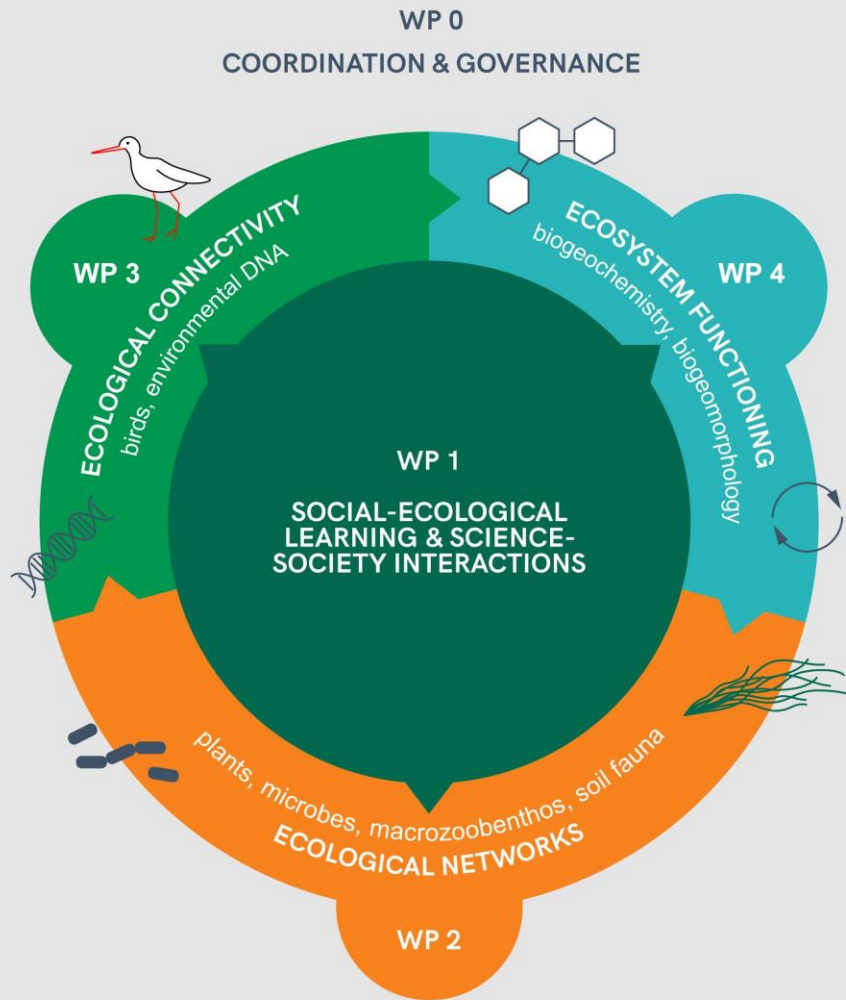 WP 0
COORDINATION & GOVERNANCE
WP 3
ECOLOGICAL CONNECTIVITY
birds, environmental DNA
ECOSYSTEM FUNCTIONING
biogeochemistry, biogeomorphology
WP 4
WP 1
SOCIAL-ECOLOGICAL
LEARNING & SCIENCE-
SOCIETY INTERACTIONS
plants, microbes, macrozoobenthos, soil fauna
ECOLOGICAL NETWORKS
WP 2